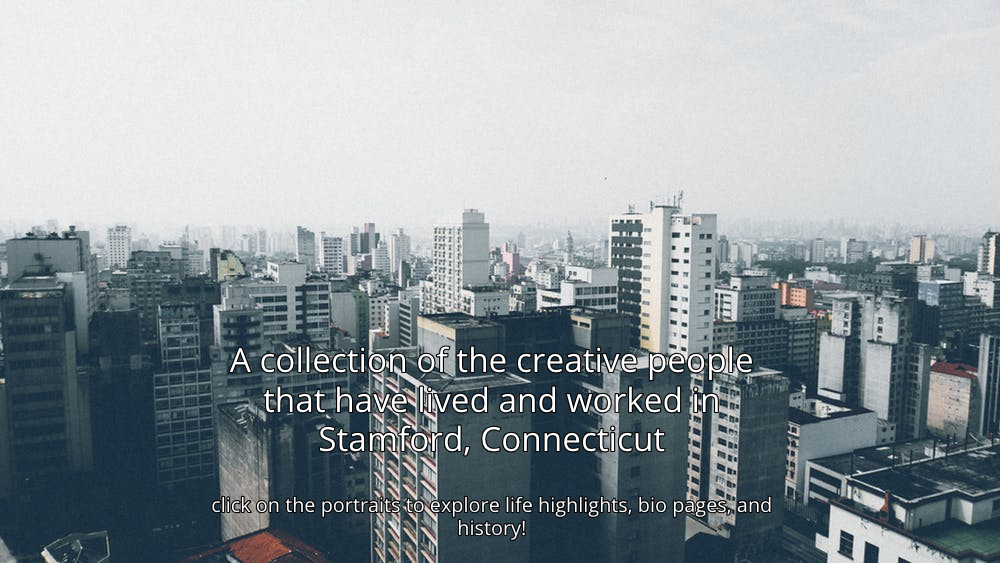 A collection of the creative people
that have lived and worked in
Stamford, Connecticut
click on the portraits to explore life highlights, bio pages, and
history!